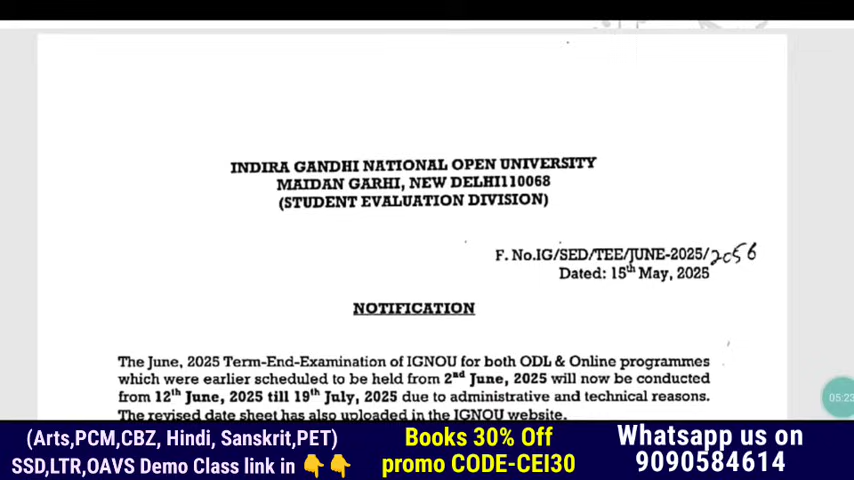 INDIRA GANDHI NATIONAL OPEN UNIVERSITY
MAIDAN GARHI, NEW DELHI110068
(STUDENT EVALUATION DIVISION)
F. No.IG/SED/TEE/JUNE-2025/2056
Dated: 15th May, 2025
NOTIFICATION
The June, 2025 Term-End-Examination of IGNOU for both ODL & Online programmes
which were earlier scheduled to be held from 2nd June, 2025 will now be conducted
from 12th June, 2025 till 19th July, 2025 due to administrative and technical reasons.
The revised date sheet has also uploaded in the IGNOU website.
05:23
(Arts,PCM,CBZ, Hindi, Sanskrit,PET)
SSD,LTR,OAVS Demo Class link in 👇👇
Books 30% Off
promo CODE-CEI30
Whatsapp us on
9090584614